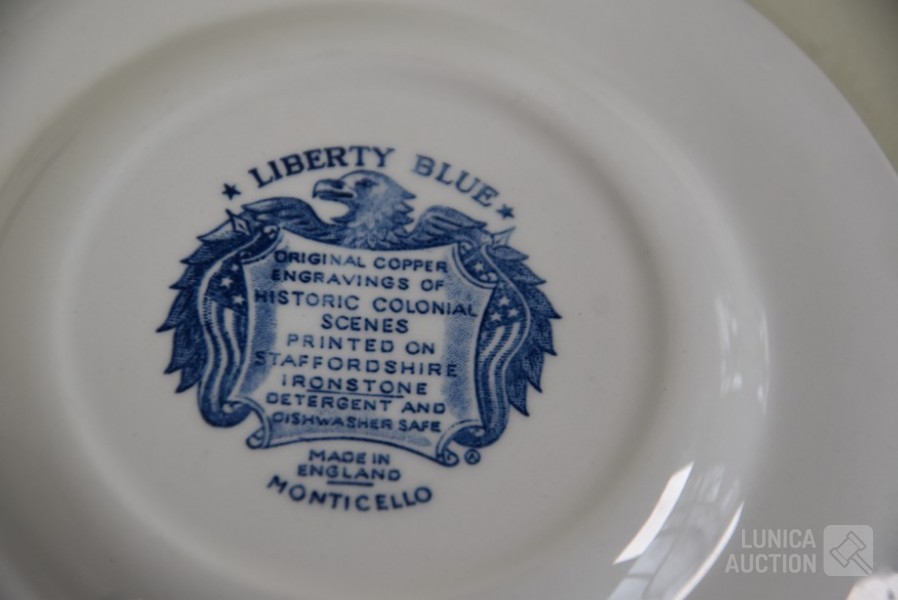 ★ LIBERTY BLUE ★
ORIGINAL COPPER
ENGRAVINGS OF
HISTORIC COLONIAL
SCENES
PRINTED ON
STAFFORDSHIRE
IRONSTONE
DETERGENT AND
DISHWASHER SAFE
MADE IN
ENGLAND
MONTICELLO
LUNICA
AUCTION